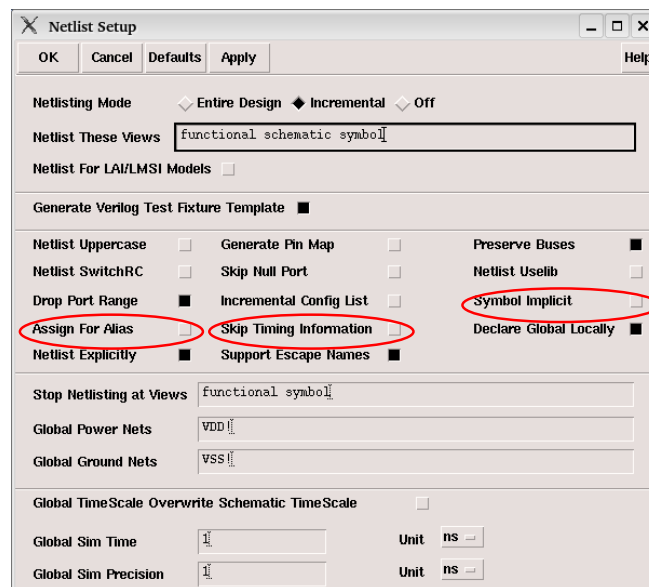 Netlist Setup
OK Cancel Defaults Apply Help
Netlisting Mode Entire Design Incremental Off
Netlist These Views functional schematic symbol
Netlist For LAI/LMSI Models
Generate Verilog Test Fixture Template
Netlist Uppercase Generate Pin Map Preserve Buses
Netlist SwitchRC Skip Null Port Netlist Uselib
Drop Port Range Incremental Config List Symbol Implicit
Assign For Alias Skip Timing Information Declare Global Locally
Netlist Explicitly Support Escape Names
Stop Netlisting at Views functional symbol
Global Power Nets VDD!
Global Ground Nets VSS!
Global TimeScale Overwrite Schematic TimeScale
Global Sim Time 1 Unit ns
Global Sim Precision 1 Unit ns